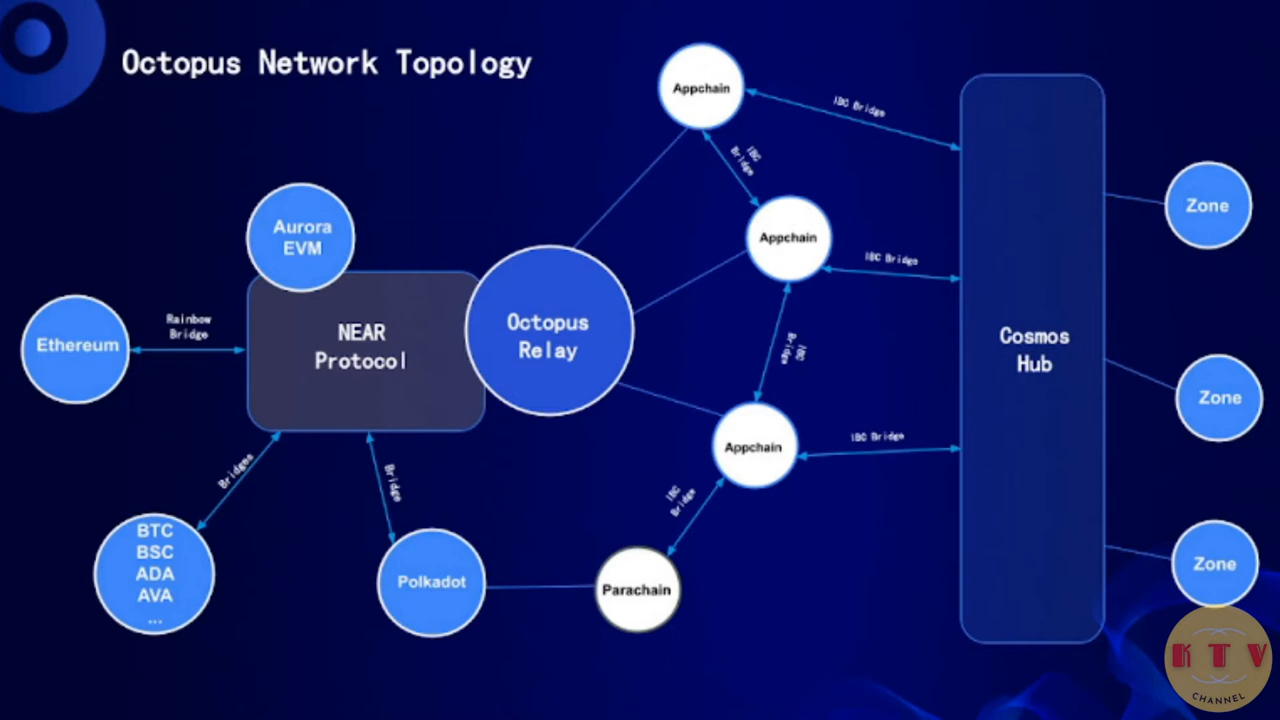 Octopus Network Topology
Appchain
IBC Bridge
IBC
Bridge
Aurora
EVM
Appchain
Zone
IBC Bridge
Rainbow
Bridge
Ethereum
NEAR
Protocol
Octopus
Relay
IBC
Bridge
Cosmos
Hub
Zone
Appchain
IBC Bridge
Bridges
Bridge
IBC
Bridge
BTC
BSC
ADA
AVA
...
Polkadot
Parachain
Zone
KTV
CHANNEL